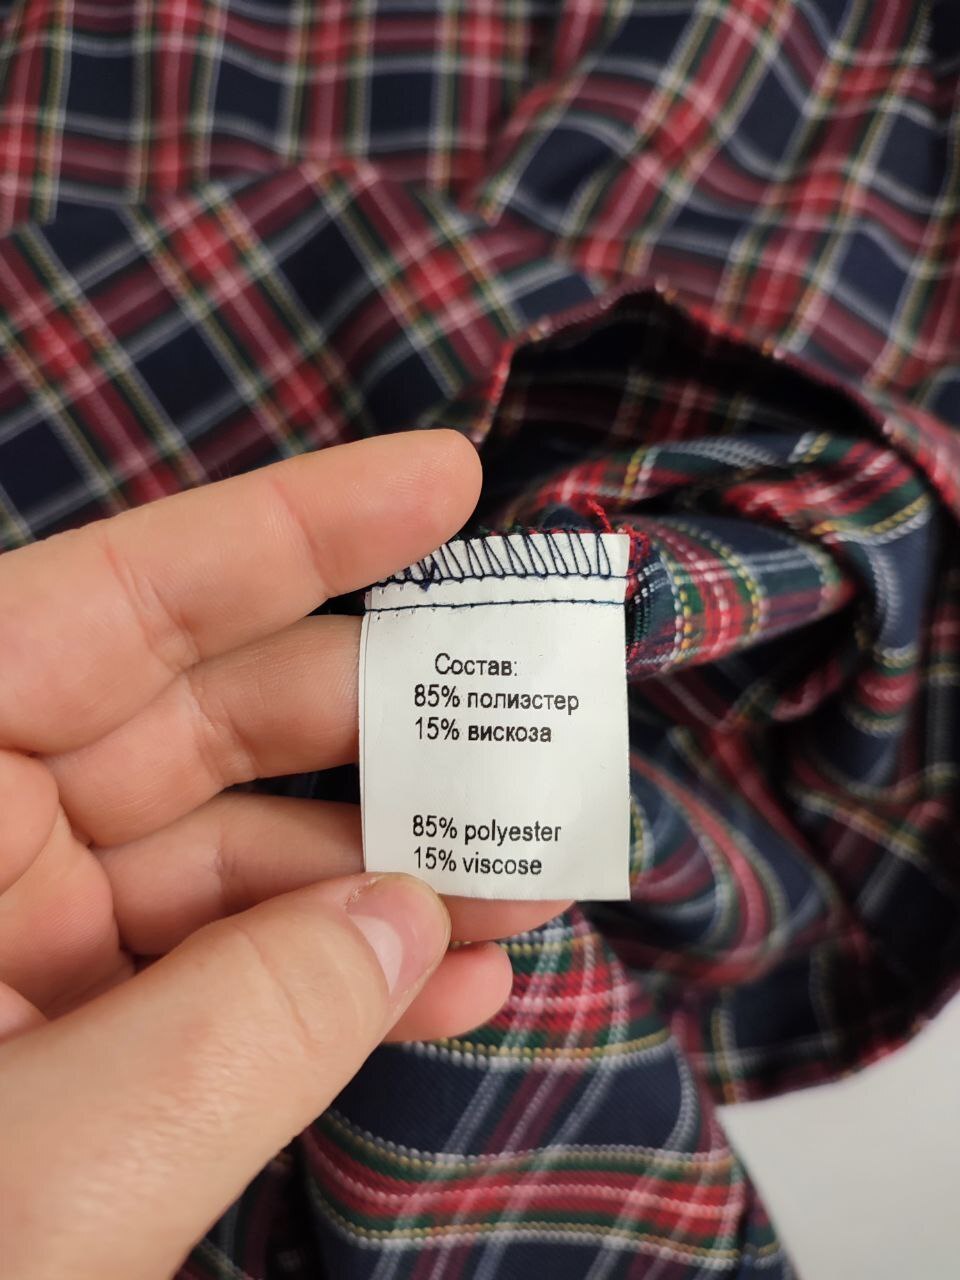 Состав:
85% полиэстер
15% вискоза
85% polyester
15% viscose